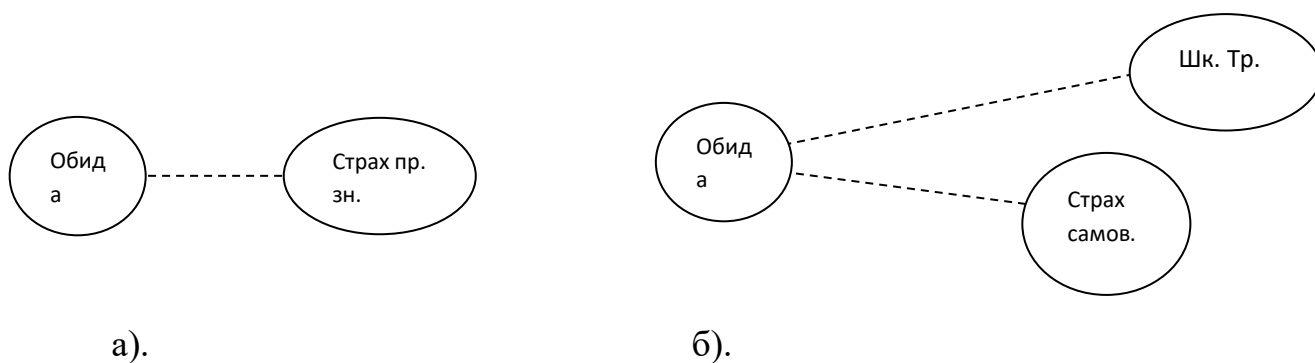 Обид
а
Страх пр.
зн.
Обид
а
Шк. Тр.
Страх
самов.
а).
б).